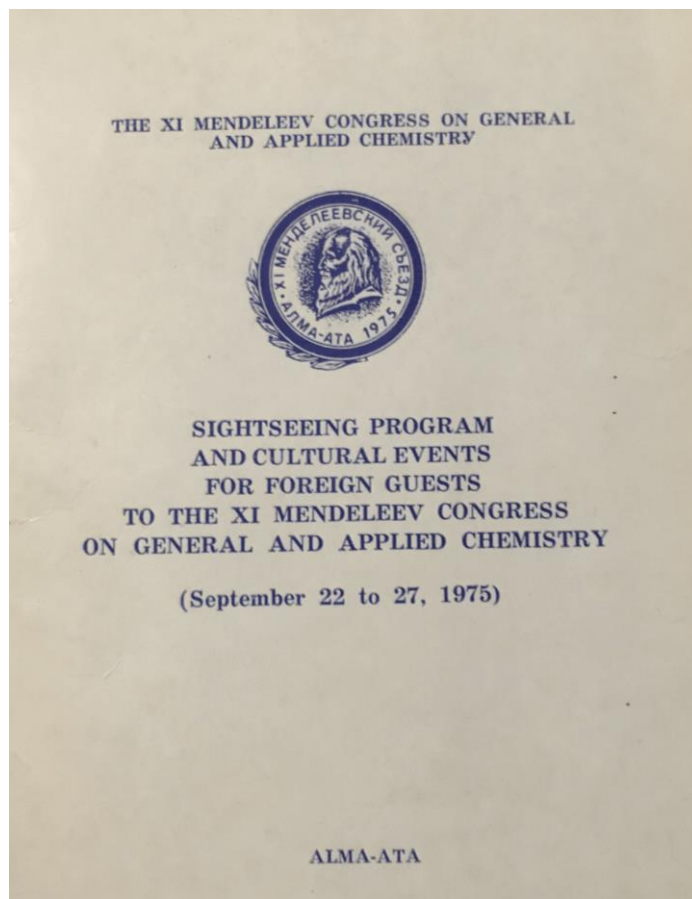 THE XI MENDELEEV CONGRESS ON GENERAL
AND APPLIED CHEMISTRY
XI МЕНДЕЛЕЕВСКИЙ СЪЕЗД
АЛМА-АТА 1975
SIGHTSEEING PROGRAM
AND CULTURAL EVENTS
FOR FOREIGN GUESTS
TO THE XI MENDELEEV CONGRESS
ON GENERAL AND APPLIED CHEMISTRY
(September 22 to 27, 1975)
ALMA-ATA